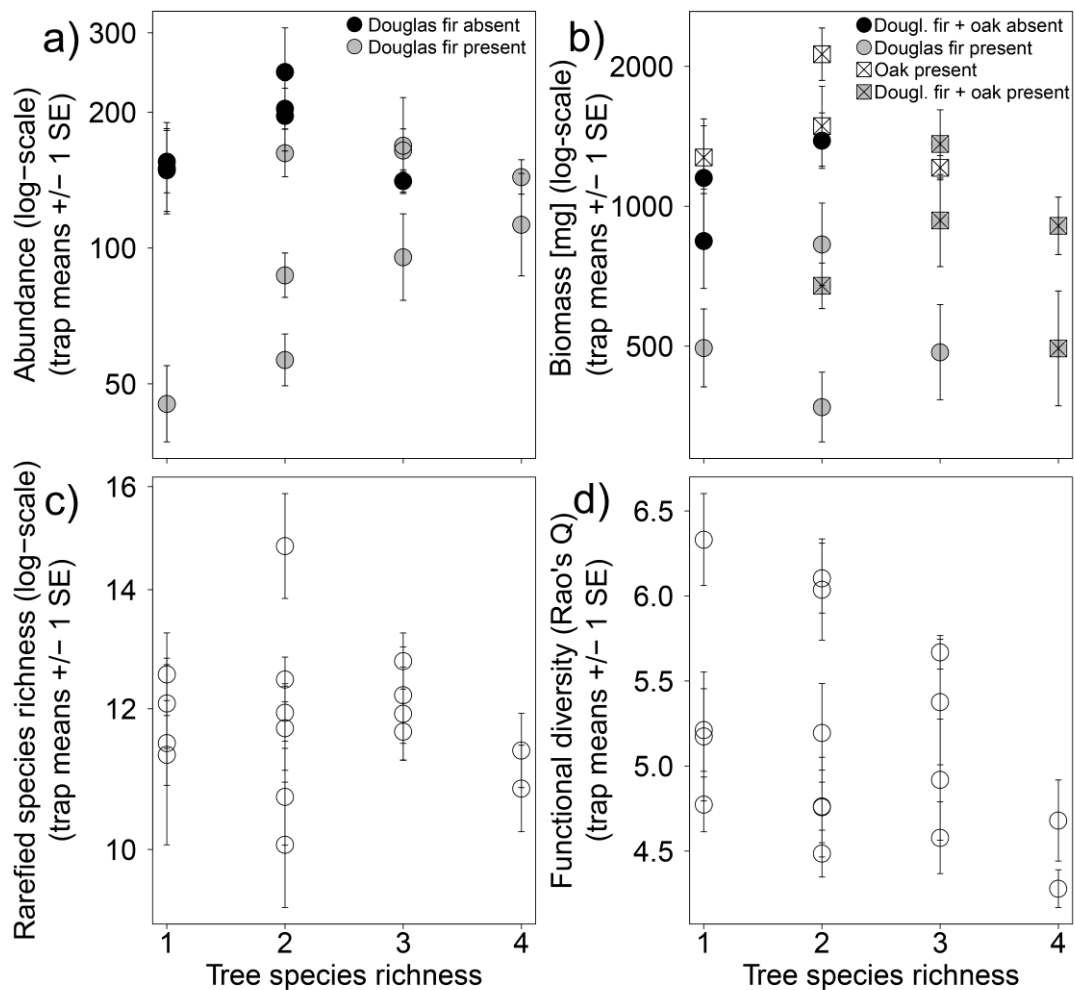 a)
Abundance (log−scale)
(trap means +/− 1 SE)
300
200
100
50
Douglas fir absent
Douglas fir present
b)
Biomass [mg] (log-scale)
(trap means +/− 1 SE)
2000
1000
500
Dougl. fir + oak absent
Douglas fir present
Oak present
Dougl. fir + oak present
c)
Rarefied species richness (log−scale)
(trap means +/− 1 SE)
16
14
12
10
1 2 3 4
Tree species richness
d)
Functional diversity (Rao's Q)
(trap means +/− 1 SE)
6.5
6.0
5.5
5.0
4.5
1 2 3 4
Tree species richness